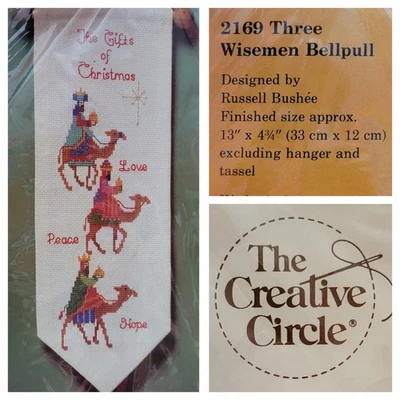 The Gifts
of
Christmas
Love
Peace
Hope
2169 Three
Wisemen Bellpull
Designed by
Russell Bushée
Finished size approx.
13" x 4¾" (33 cm x 12 cm)
excluding hanger and
tassel
The
Creative
Circle®